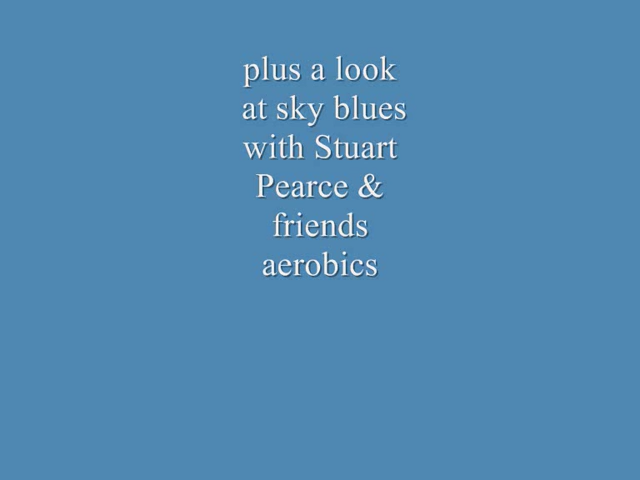 plus a look
at sky blues
with Stuart
Pearce &
friends
aerobics